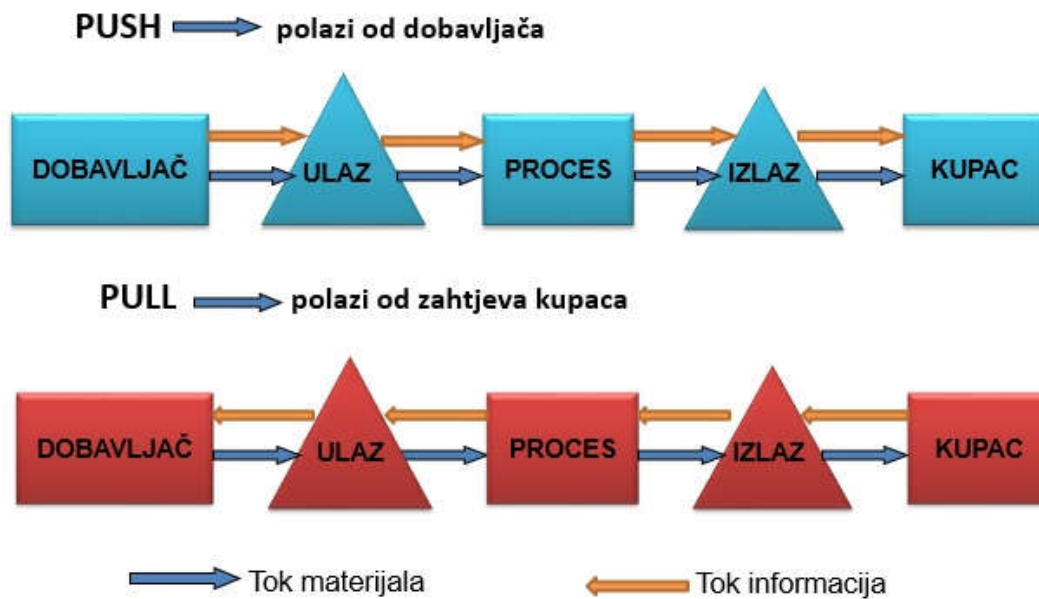 PUSH polazi od dobavljača
DOBAVLJAČ ULAZ PROCES IZLAZ KUPAC
PULL polazi od zahtjeva kupaca
DOBAVLJAČ ULAZ PROCES IZLAZ KUPAC
Tok materijala Tok informacija